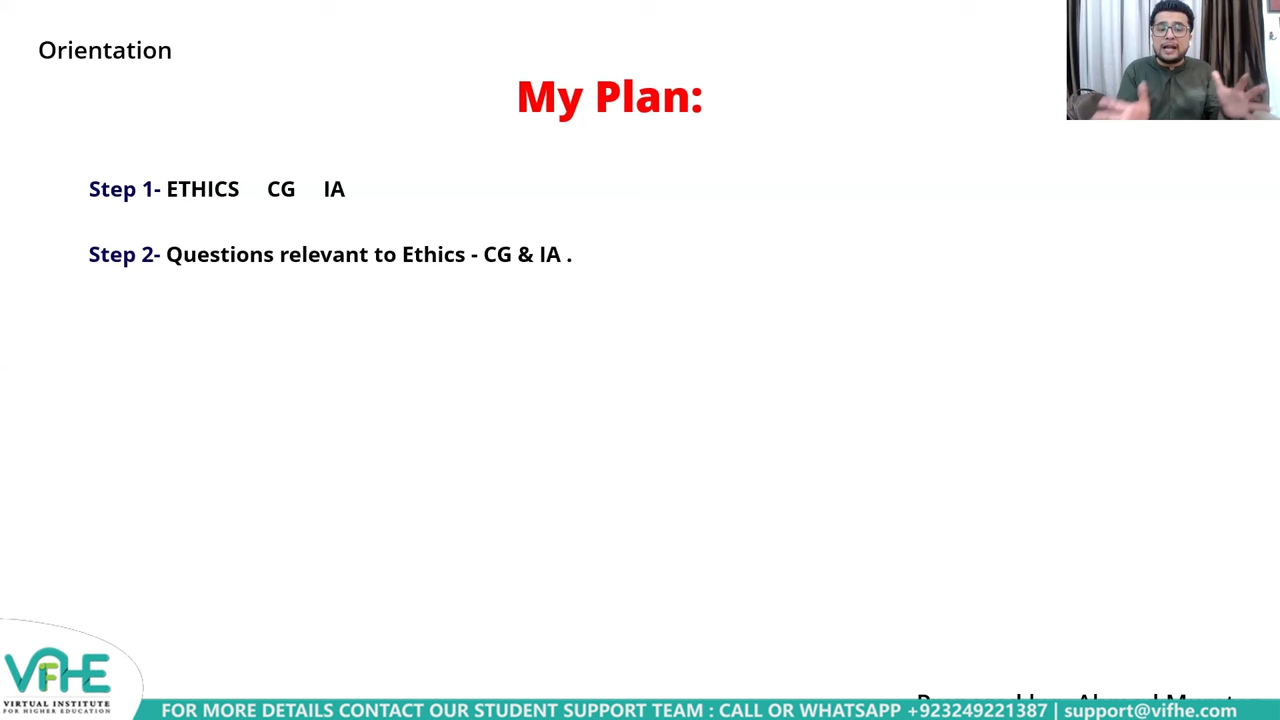 Orientation
My Plan:
Step 1- ETHICS CG IA
Step 2- Questions relevant to Ethics - CG & IA .
VFHE
VIRTUAL INSTITUTE
FOR HIGHER EDUCATION
FOR MORE DETAILS CONTACT OUR STUDENT SUPPORT TEAM : CALL OR WHATSAPP +923249221387 | support@vifhe.com